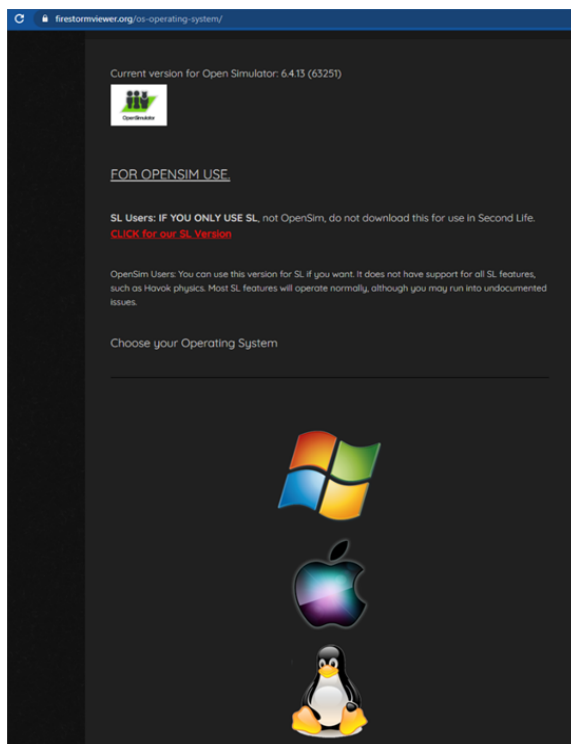 firestormviewer.org/os-operating-system/
Current version for Open Simulator: 6.4.13 (63251)
OpenSimulator
FOR OPENSIM USE.
SL Users: IF YOU ONLY USE SL, not OpenSim, do not download this for use in Second Life.
CLICK for our SL Version
OpenSim Users: You can use this version for SL if you want. It does not have support for all SL features,
such as Havok physics. Most SL features will operate normally, although you may run into undocumented
issues.
Choose your Operating System